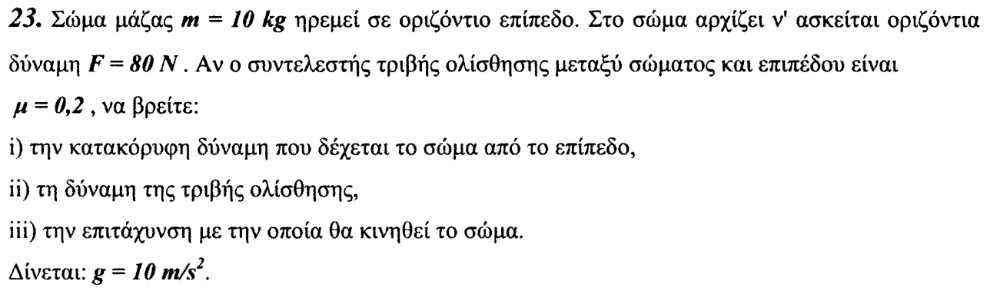 23. Σώμα μάζας m = 10 kg ηρεμεί σε οριζόντιο επίπεδο. Στο σώμα αρχίζει ν' ασκείται οριζόντια
δύναμη F = 80 N . Αν ο συντελεστής τριβής ολίσθησης μεταξύ σώματος και επιπέδου είναι
μ = 0,2 , να βρείτε:
i) την κατακόρυφη δύναμη που δέχεται το σώμα από το επίπεδο,
ii) τη δύναμη της τριβής ολίσθησης,
iii) την επιτάχυνση με την οποία θα κινηθεί το σώμα.
Δίνεται: g = 10 m/s².